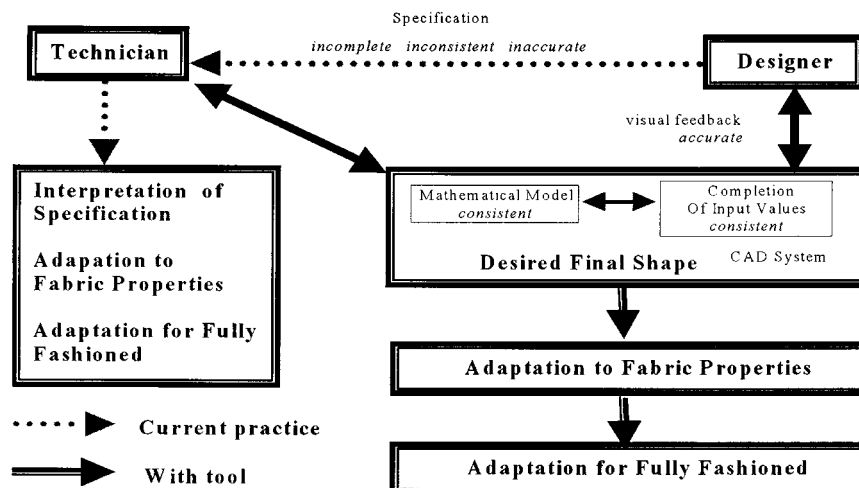 Specification
incomplete inconsistent inaccurate
Technician
Designer
visual feedback
accurate
Interpretation of
Specification
Adapation to
Fabric Properties
Adaptation for Fully
Fashioned
Mathematical Model
consistent
Completion
Of Input Values
consistent
Desired Final Shape
CAD System
Adaptation to Fabric Properties
Adaptation for Fully Fashioned
Current practice
With tool